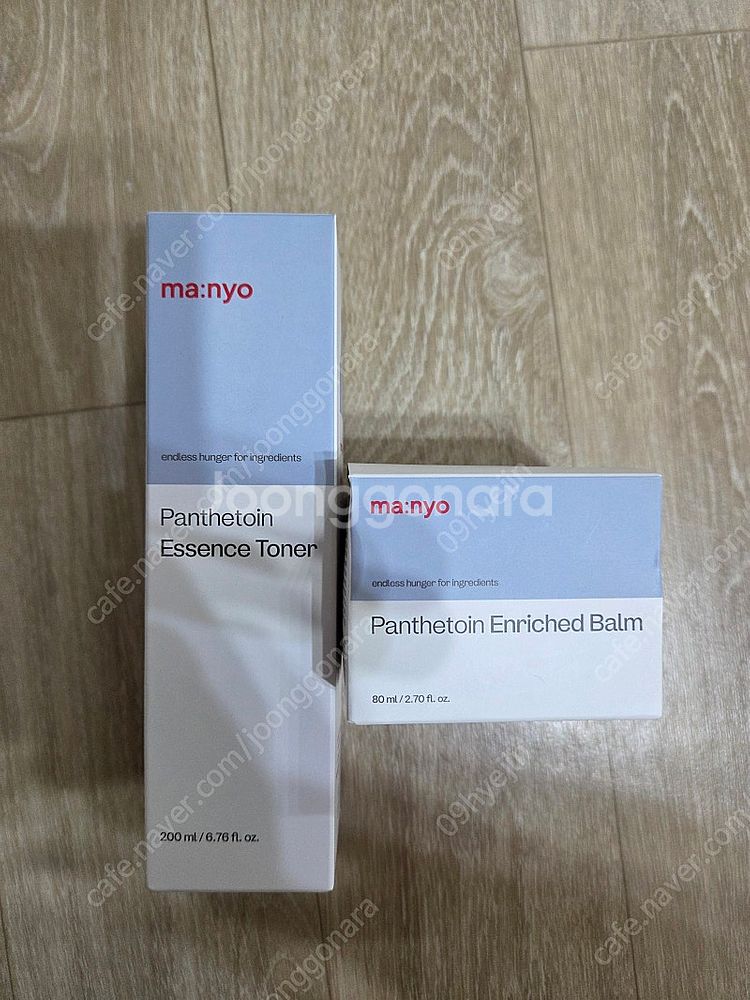 ma:nyo
endless hunger for ingredients
Panthetoin
Essence Toner
200 ml / 6.76 fl. oz.
ma:nyo
endless hunger for ingredients
Panthetoin Enriched Balm
80 ml / 2.70 fl. oz.
Joonggonara
cafe.naver.com/joonggonara
09hyejin